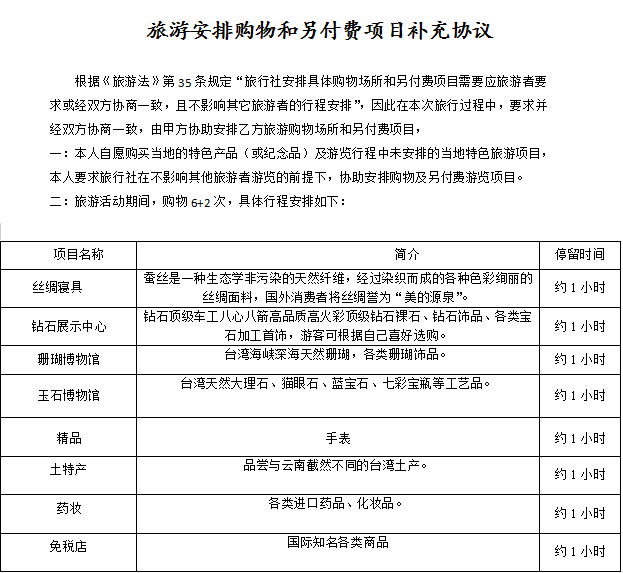 旅游安排购物和另付费项目补充协议
根据《旅游法》第 35 条规定“旅行社安排具体购物场所和另付费项目需要应旅游者要
求或经双方协商一致，且不影响其它旅游者的行程安排”，因此在本次旅行过程中，要求并
经双方协商一致，由甲方协助安排乙方旅游购物场所和另付费项目，
一：本人自愿购买当地的特色产品（或纪念品）及游览行程中未安排的当地特色旅游项目，
本人要求旅行社在不影响其他旅游者游览的前提下，协助安排购物及另付费游览项目。
二：旅游活动期间，购物 6+2 次，具体行程安排如下：
项目名称 简介 停留时间
丝绸寝具 蚕丝是一种生态学非污染的天然纤维，经过染织而成的各种色彩绚丽的 约 1 小时
丝绸面料，国外消费者将丝绸誉为“美的源泉”。
钻石展示中心 钻石顶级车工八心八箭高品质高火彩顶级钻石裸石、钻石饰品、各类宝 约 1 小时
石加工首饰，游客可根据自己喜好选购。
珊瑚博物馆 台湾海峡深海天然珊瑚，各类珊瑚饰品。 约 1 小时
玉石博物馆 台湾天然大理石、猫眼石、蓝宝石、七彩宝瓶等工艺品。 约 1 小时
精品 手表 约 1 小时
土特产 品尝与云南截然不同的台湾土产。 约 1 小时
药妆 各类进口药品、化妆品。 约 1 小时
免税店 国际知名各类商品 约 1 小时